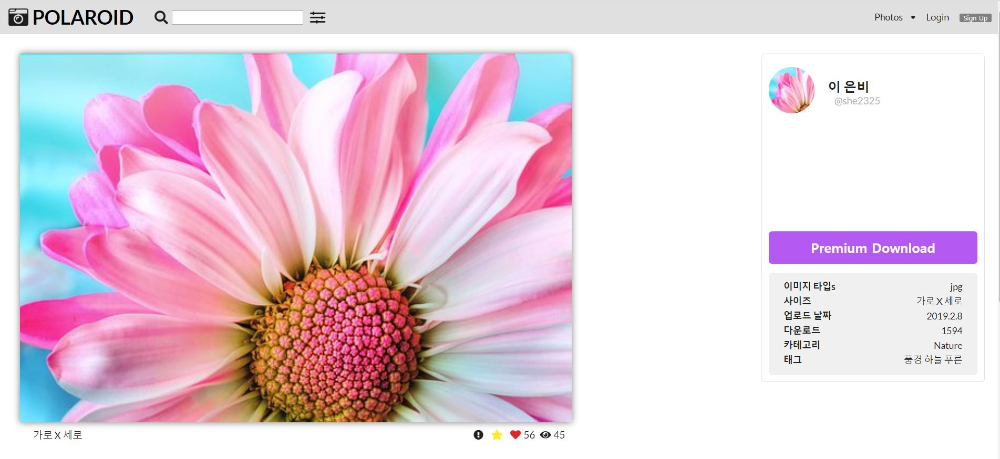 POLAROID
Photos
Login
Sign Up
이 은비
@she2325
Premium Download
이미지 타입s jpg
사이즈 가로 X 세로
업로드 날짜 2019.2.8
다운로드 1594
카테고리 Nature
태그 풍경 하늘 푸른
가로 X 세로
56
45